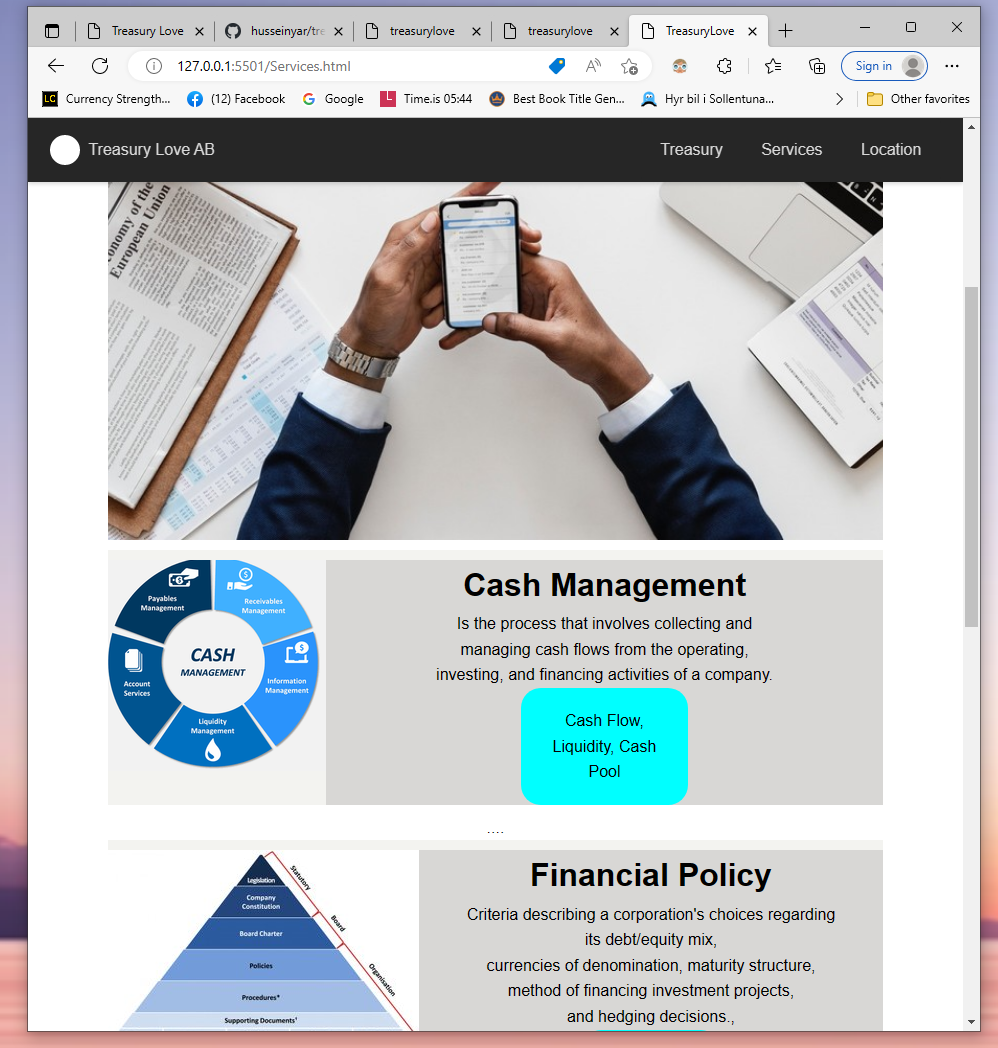 Treasury Love
husseinyar/tre
treasurylove
treasurylove
TreasuryLove
127.0.0.1:5501/Services.html
Sign in
LC Currency Strength...
(12) Facebook
Google
L Time.is 05:44
Best Book Title Gen...
Hyr bil i Sollentuna...
Other favorites
Treasury Love AB
Treasury
Services
Location
onomy of the
European Union
Payables
Management
Receivables
Management
Account
Services
CASH
MANAGEMENT
Information
Management
Liquidity
Management
Cash Management
Is the process that involves collecting and
managing cash flows from the operating,
investing, and financing activities of a company.
Cash Flow,
Liquidity, Cash
Pool
....
Legislation
Company
Constitution
Board Charter
Policies
Procedures*
Supporting Documents¹
Statutory
Board
Organisation
Financial Policy
Criteria describing a corporation's choices regarding
its debt/equity mix,
currencies of denomination, maturity structure,
method of financing investment projects,
and hedging decisions.,